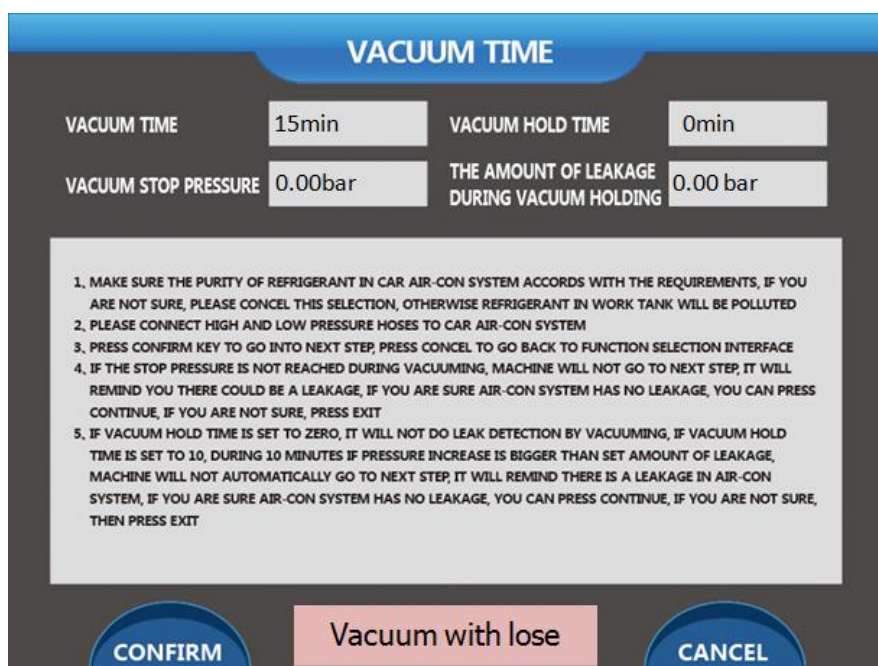 VACUUM TIME
VACUUM TIME 15min VACUUM HOLD TIME 0min
VACUUM STOP PRESSURE 0.00bar THE AMOUNT OF LEAKAGE
DURING VACUUM HOLDING 0.00 bar
1、MAKE SURE THE PURITY OF REFRIGERANT IN CAR AIR-CON SYSTEM ACCORDS WITH THE REQUIREMENTS, IF YOU
ARE NOT SURE, PLEASE CONCEL THIS SELECTION, OTHERWISE REFRIGERANT IN WORK TANK WILL BE POLLUTED
2、PLEASE CONNECT HIGH AND LOW PRESSURE HOSES TO CAR AIR-CON SYSTEM
3、PRESS CONFIRM KEY TO GO INTO NEXT STEP, PRESS CONCEL TO GO BACK TO FUNCTION SELECTION INTERFACE
4、IF THE STOP PRESSURE IS NOT REACHED DURING VACUUMING, MACHINE WILL NOT GO TO NEXT STEP, IT WILL
REMIND YOU THERE COULD BE A LEAKAGE, IF YOU ARE SURE AIR-CON SYSTEM HAS NO LEAKAGE, YOU CAN PRESS
CONTINUE, IF YOU ARE NOT SURE, PRESS EXIT
5、IF VACUUM HOLD TIME IS SET TO ZERO, IT WILL NOT DO LEAK DETECTION BY VACUUMING, IF VACUUM HOLD
TIME IS SET TO 10, DURING 10 MINUTES IF PRESSURE INCREASE IS BIGGER THAN SET AMOUNT OF LEAKAGE,
MACHINE WILL NOT AUTOMATICALLY GO TO NEXT STEP, IT WILL REMIND THERE IS A LEAKAGE IN AIR-CON
SYSTEM, IF YOU ARE SURE AIR-CON SYSTEM HAS NO LEAKAGE, YOU CAN PRESS CONTINUE, IF YOU ARE NOT SURE,
THEN PRESS EXIT
CONFIRM Vacuum with lose CANCEL